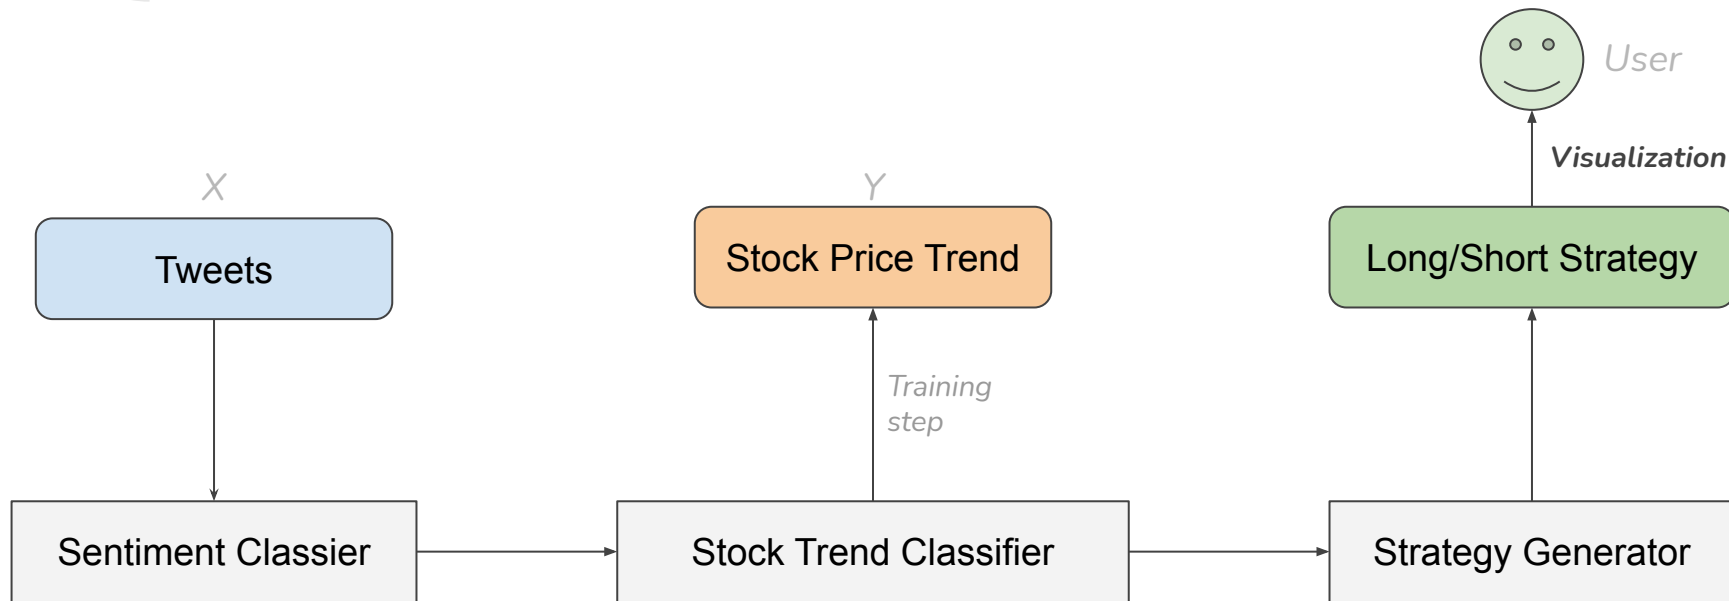 User
Visualization
X
Y
Tweets
Stock Price Trend
Long/Short Strategy
Training
step
Sentiment Classier
Stock Trend Classifier
Strategy Generator